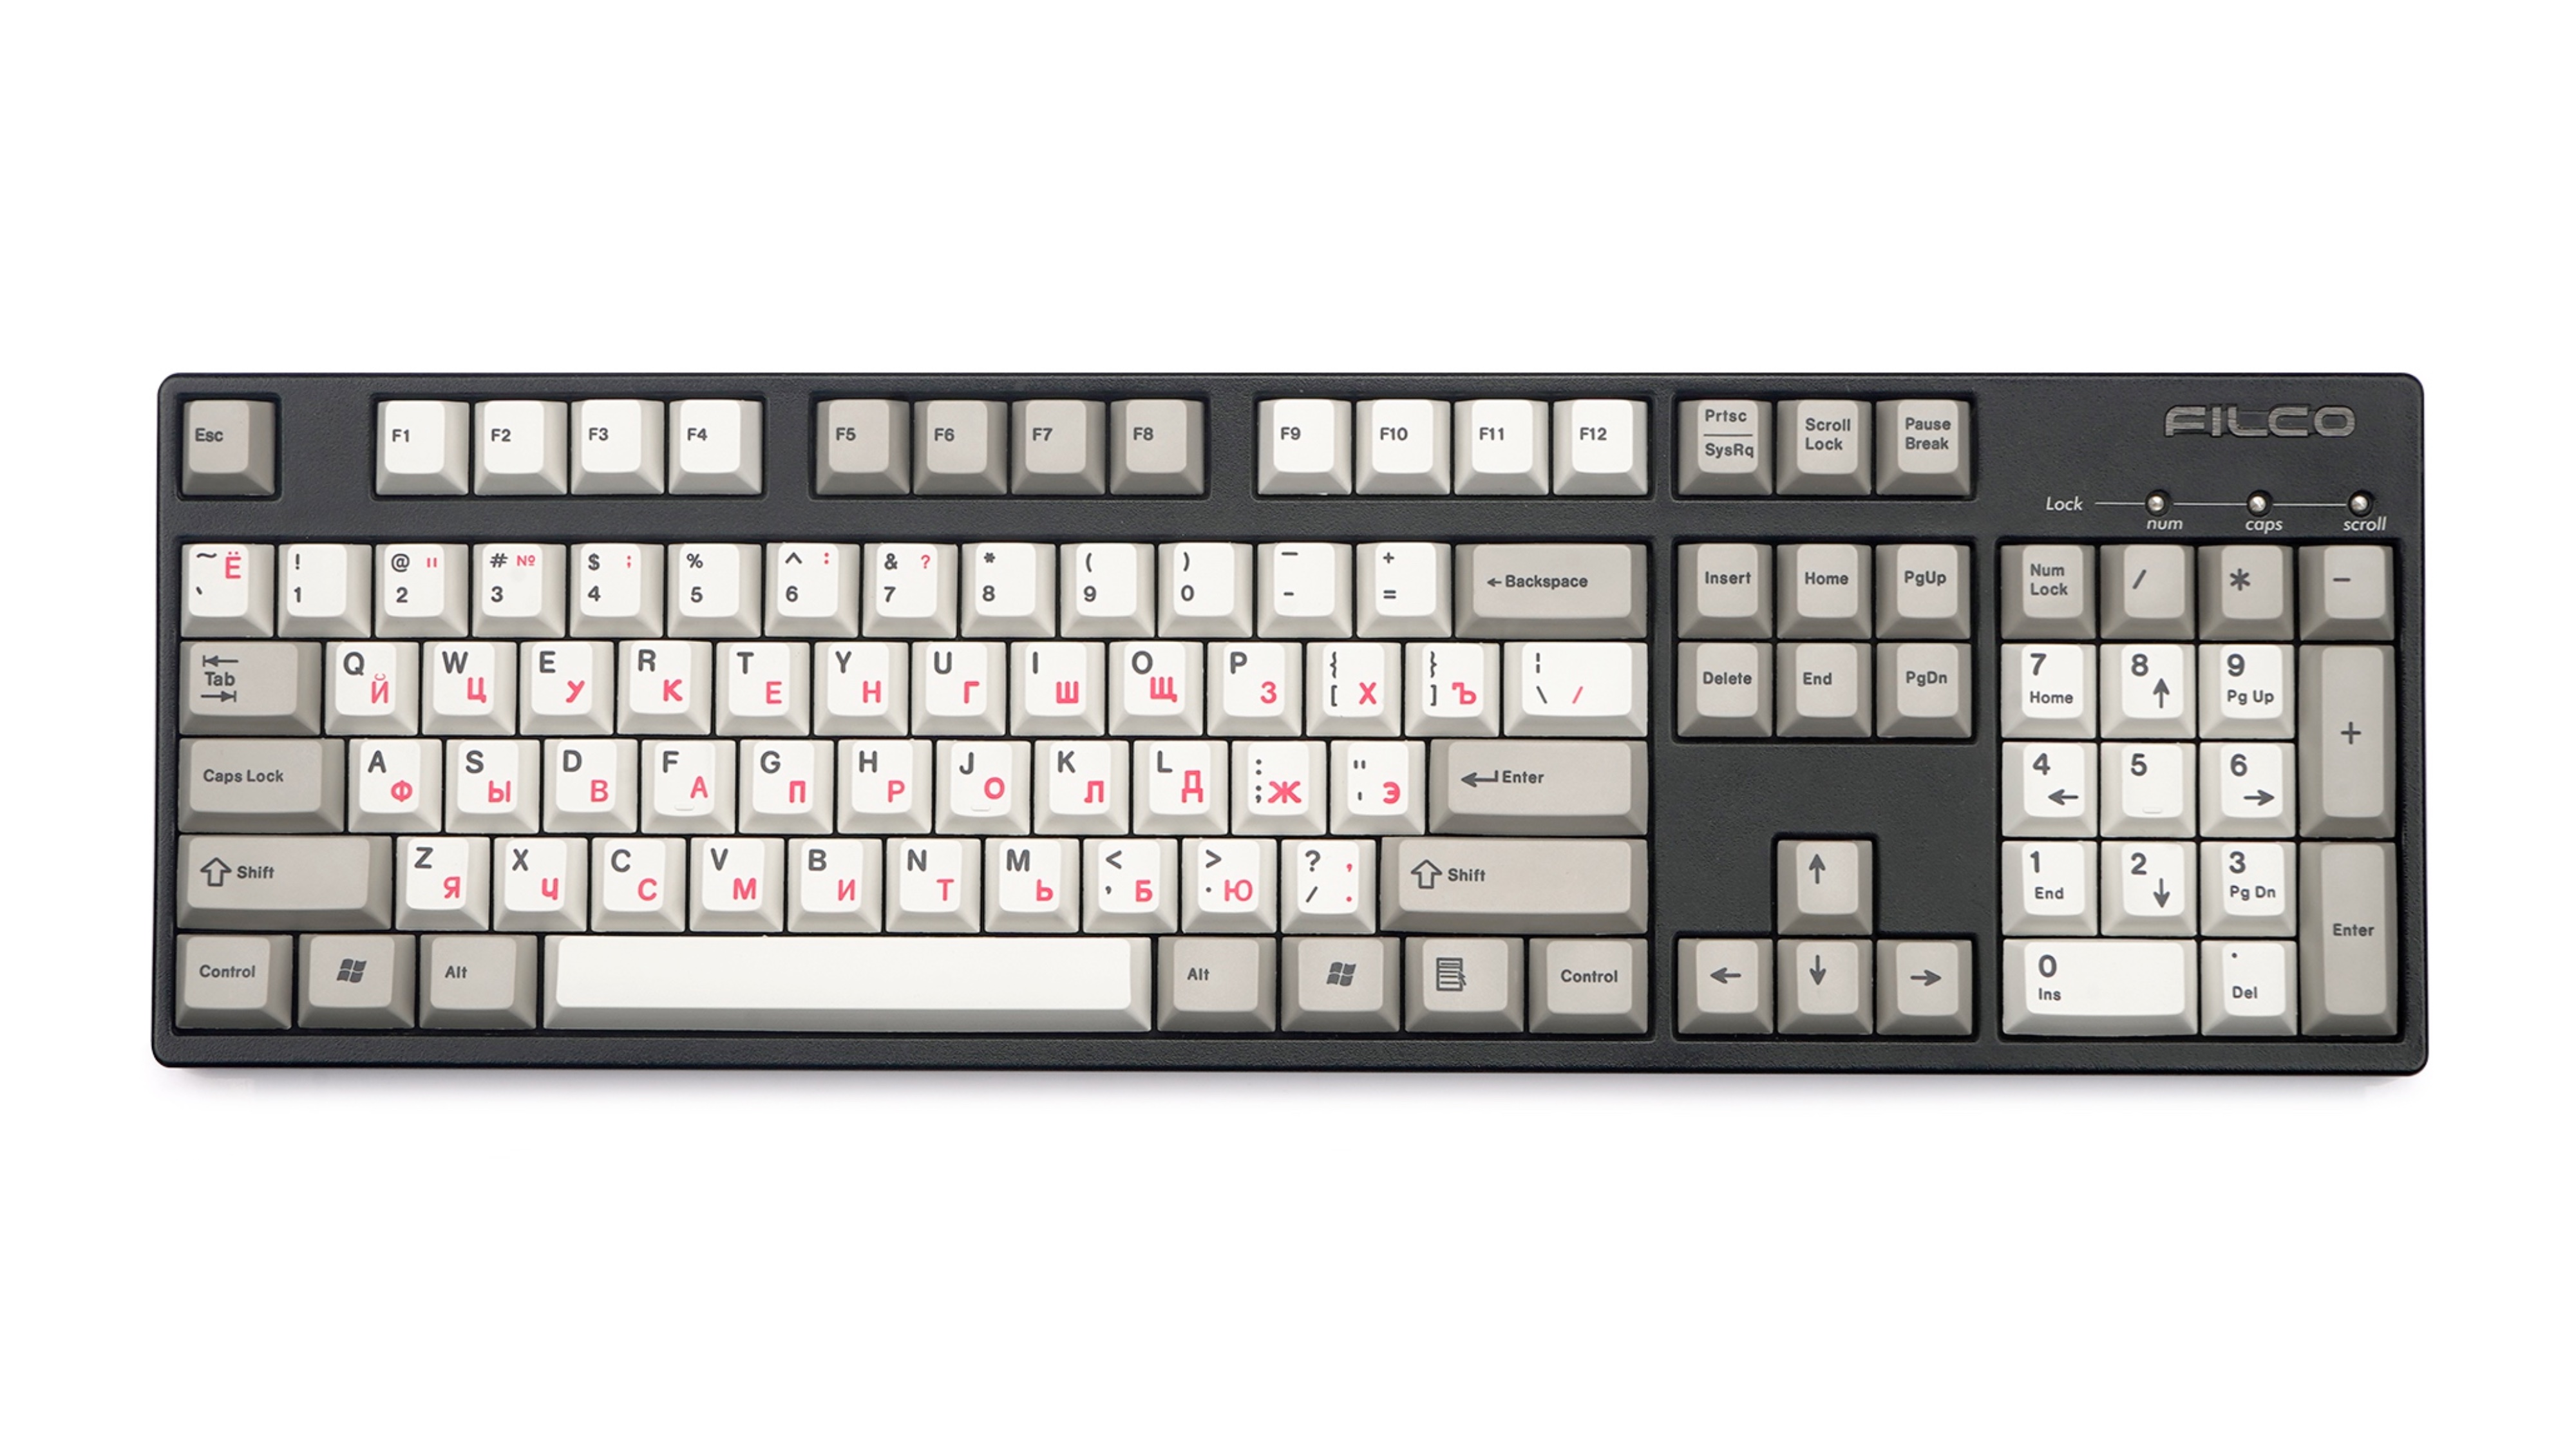 Esc F1 F2 F3 F4 F5 F6 F7 F8 F9 F10 F11 F12 Prtsc Scroll Pause FILCO
SysRq Lock Break
Lock num caps scroll
~ Ё ! @ " # № $ ; % ^ : & ? * ( ) — +
` 1 2 3 4 5 6 7 8 9 0 - = ←Backspace Insert Home PgUp Num Lock / * −
Tab Q W E R T Y U I O P { } ¦ 7 8 9
Й Ц У К Е Н Г Ш Щ З [ Х ] Ъ \ / Delete End PgDn Home ↑ Pg Up +
Caps Lock A S D F G H J K L : " Enter 4 5 6
Ф Ы В А П Р О Л Д ; Ж ' Э ← →
Shift Z X C V B N M < > ? , Shift ↑ 1 2 3
Я Ч С М И Т Ь , Б . Ю / . End ↓ Pg Dn
Control Alt Alt Control ← ↓ → 0 . Enter
Ins Del